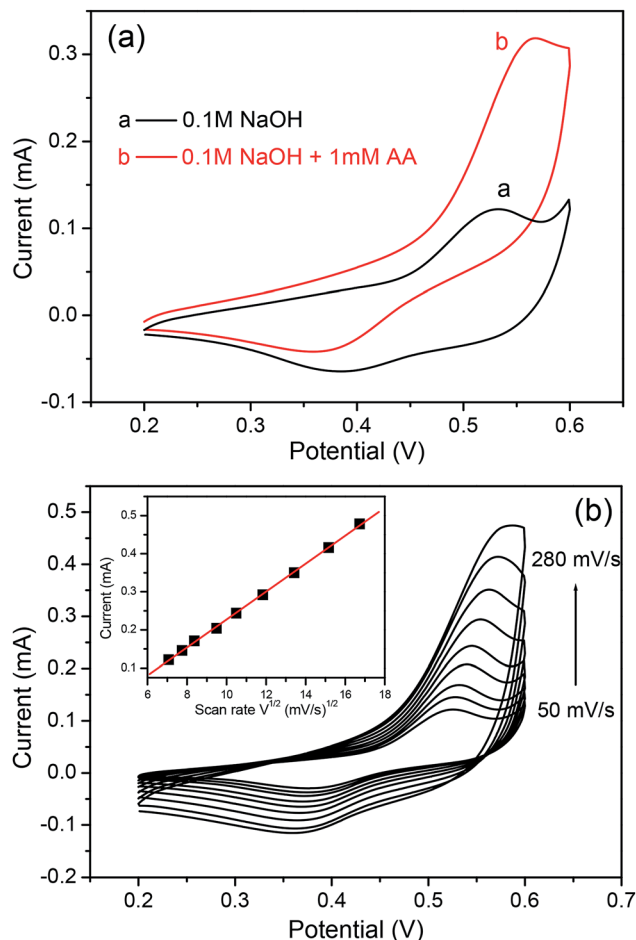 (a)
b
a 0.1M NaOH
b 0.1M NaOH + 1mM AA
a
0.3
0.2
0.1
0.0
-0.1
Current (mA)
0.2 0.3 0.4 0.5 0.6
Potential (V)
(b)
0.5
0.4
0.3
0.2
0.1
0.0
-0.1
-0.2
Current (mA)
0.5
0.4
0.3
0.2
0.1
Current (mA)
6 8 10 12 14 16 18
Scan rate V1/2 (mV/s)1/2
280 mV/s
50 mV/s
0.2 0.3 0.4 0.5 0.6 0.7
Potential (V)